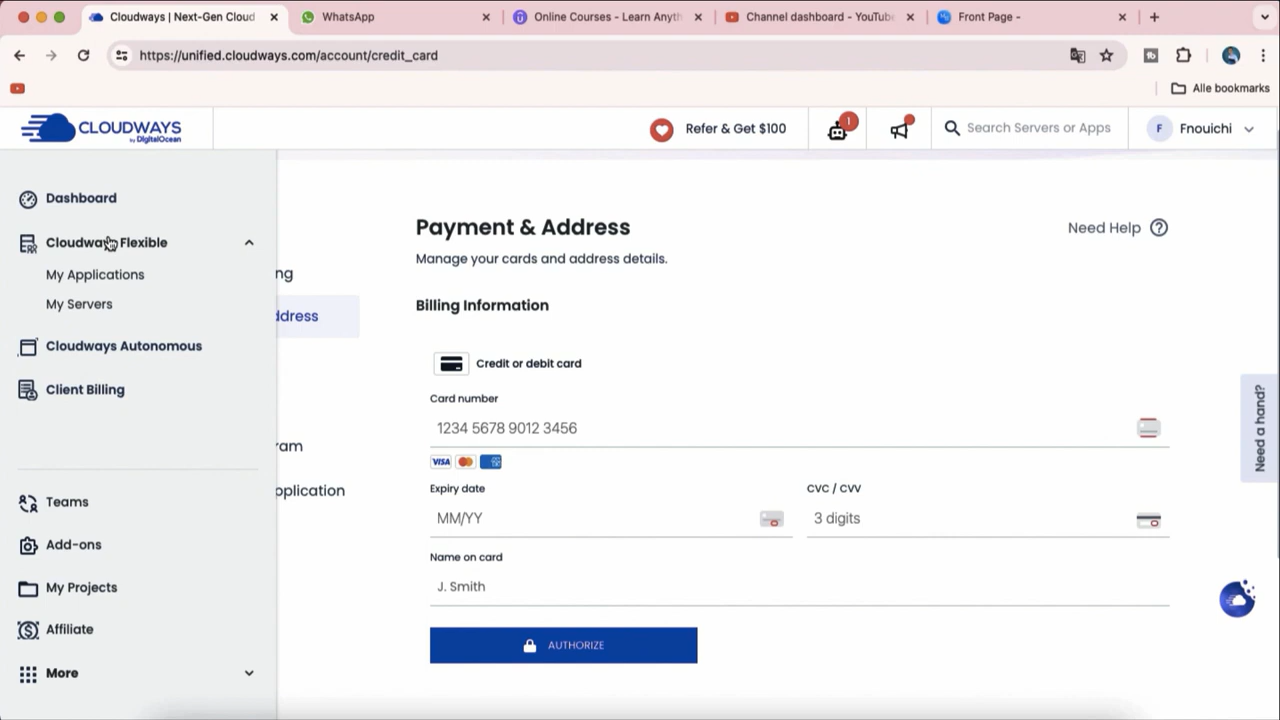 Cloudways | Next-Gen Cloud
WhatsApp
Online Courses - Learn Anyth
Channel dashboard - YouTube
Front Page -
https://unified.cloudways.com/account/credit_card
Alle bookmarks
CLOUDWAYS
by DigitalOcean
Refer & Get $100
1
Search Servers or Apps
F
Fnouichi
Dashboard
Cloudways Flexible
My Applications
My Servers
Cloudways Autonomous
Client Billing
Teams
Add-ons
My Projects
Affiliate
More
ng
ddress
ram
pplication
Payment & Address
Need Help ?
Manage your cards and address details.
Billing Information
Credit or debit card
Card number
1234 5678 9012 3456
VISA
Expiry date
CVC / CVV
MM/YY
3 digits
Name on card
J. Smith
AUTHORIZE
Need a hand?